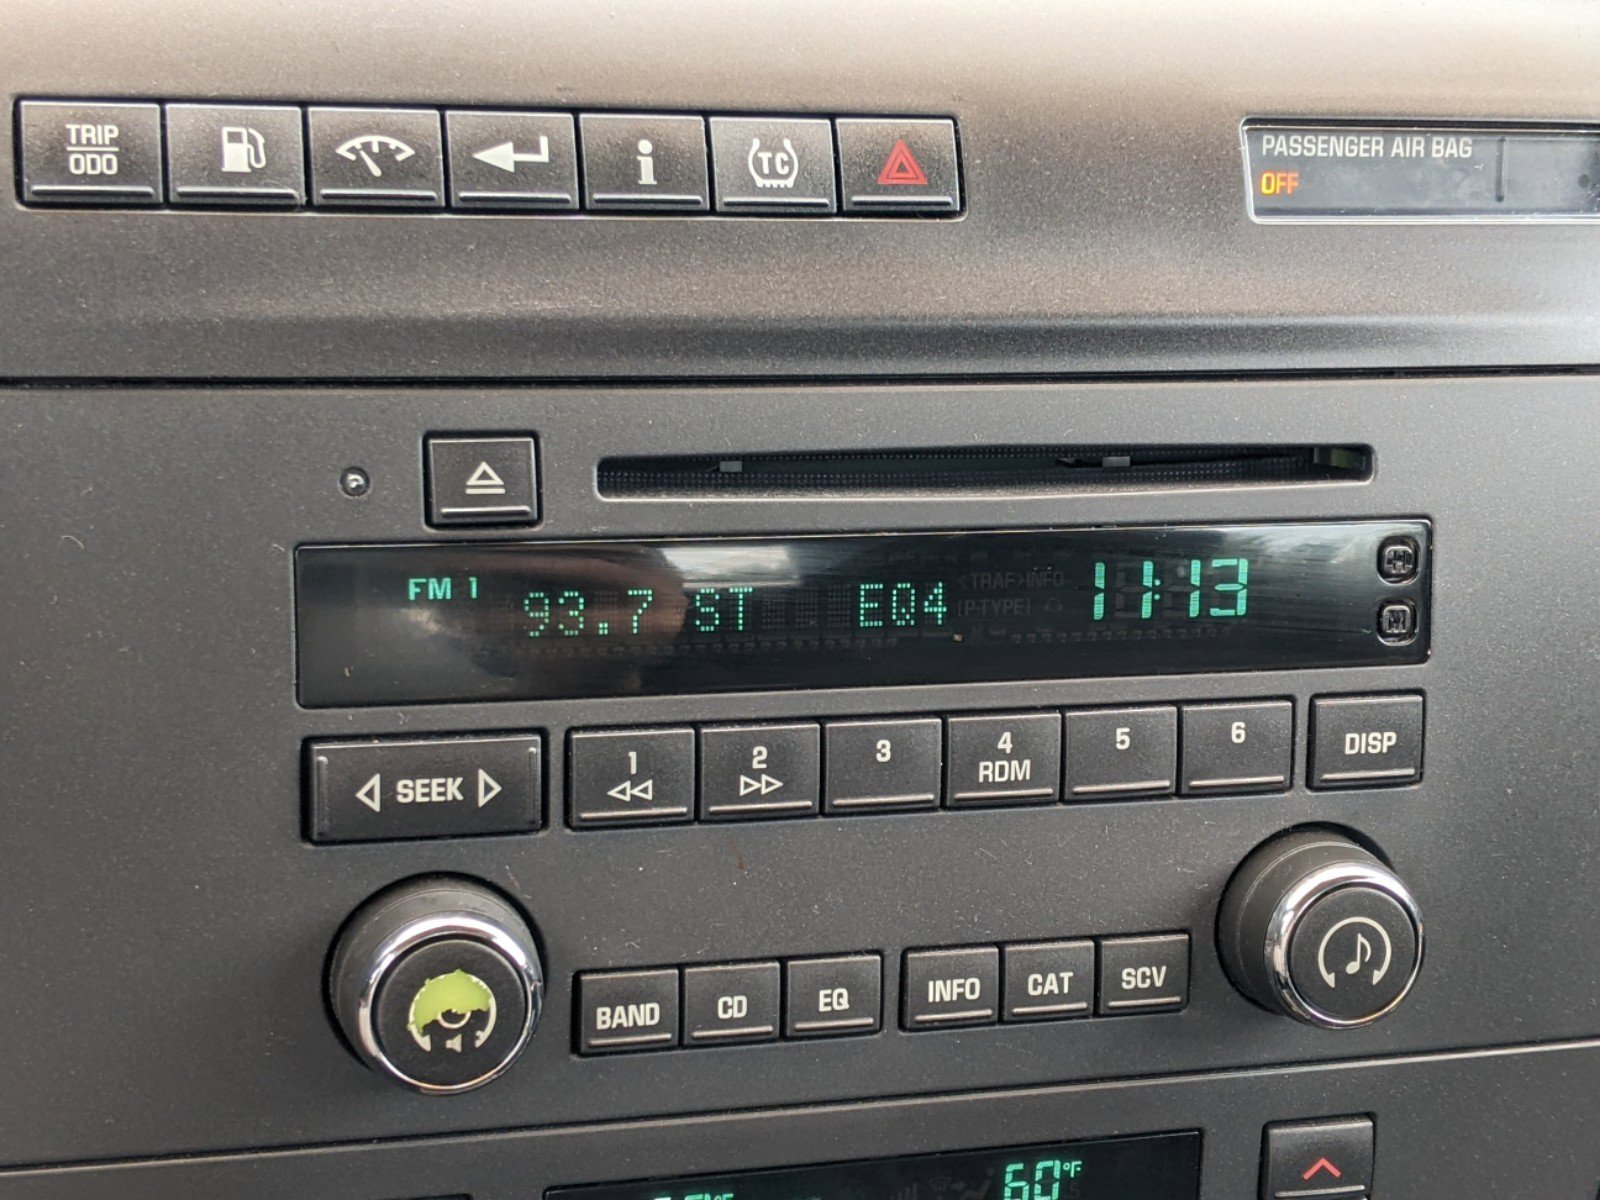 TRIP
ODO
i
TC
PASSENGER AIR BAG
OFF
FM 1
93.7 ST EQ4
<TRAF>INFO
[P-TYPE]
11:13
SEEK
1
2
3
4
RDM
5
6
DISP
BAND
CD
EQ
INFO
CAT
SCV
60°F